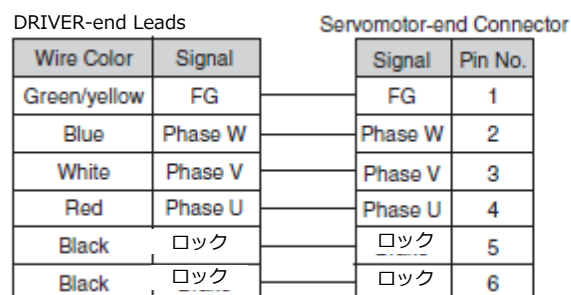 DRIVER-end Leads Servomotor-end Connector
Wire Color Signal Signal Pin No.
Green/yellow FG FG 1
Blue Phase W Phase W 2
White Phase V Phase V 3
Red Phase U Phase U 4
Black ロック ロック 5
Black ロック ロック 6